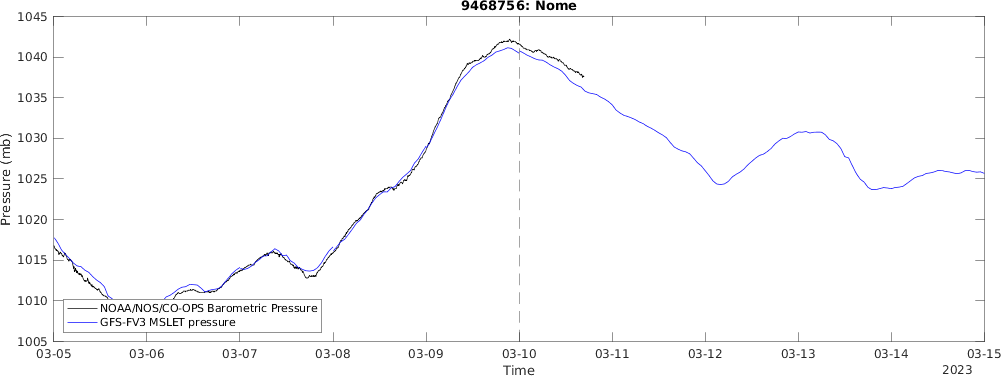 9468756: Nome
Pressure (mb)
1045
1040
1035
1030
1025
1020
1015
1010
1005
NOAA/NOS/CO-OPS Barometric Pressure
GFS-FV3 MSLET pressure
03-05 03-06 03-07 03-08 03-09 03-10 03-11 03-12 03-13 03-14 03-15
Time
2023